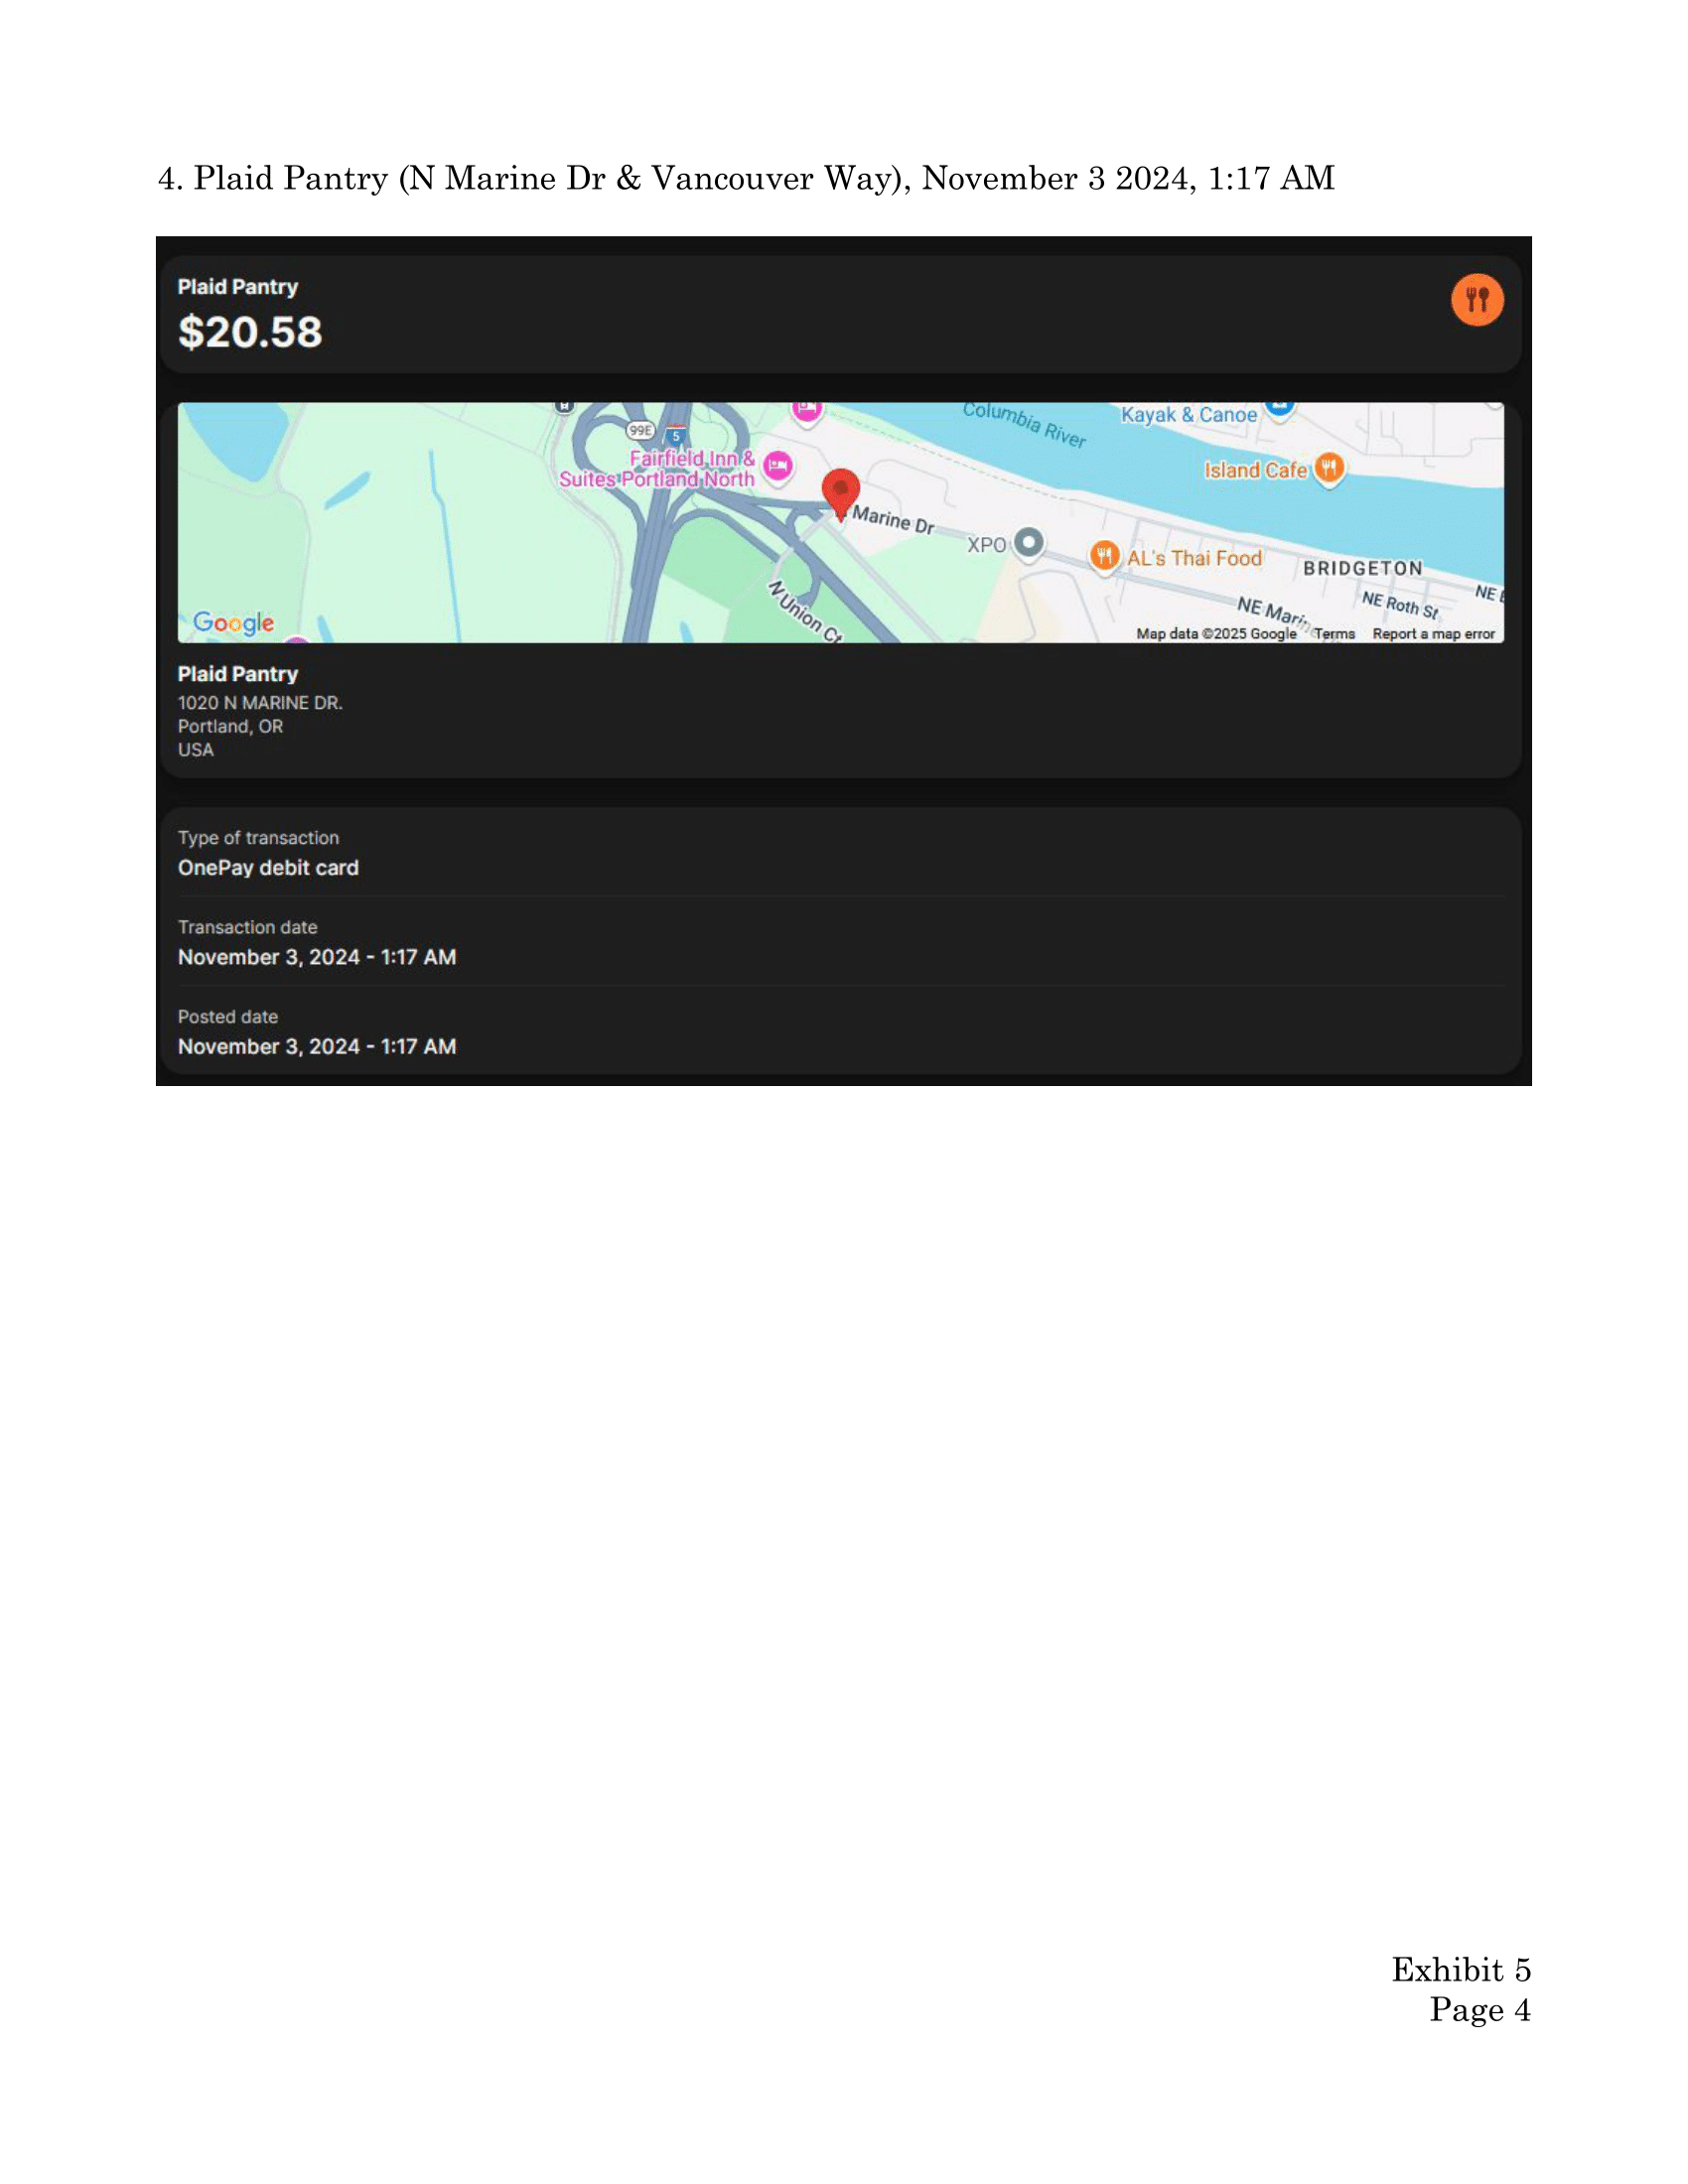 4. Plaid Pantry (N Marine Dr & Vancouver Way), November 3 2024, 1:17 AM
Plaid Pantry
$20.58
Columbia River
Kayak & Canoe
99E
5
Fairfield Inn &
Suites Portland North
Island Cafe
Marine Dr
XPO
AL's Thai Food
BRIDGETON
N Union Ct
NE Marin
NE Roth St
NE
Google
Map data ©2025 Google
Terms
Report a map error
Plaid Pantry
1020 N MARINE DR.
Portland, OR
USA
Type of transaction
OnePay debit card
Transaction date
November 3, 2024 - 1:17 AM
Posted date
November 3, 2024 - 1:17 AM
Exhibit 5
Page 4